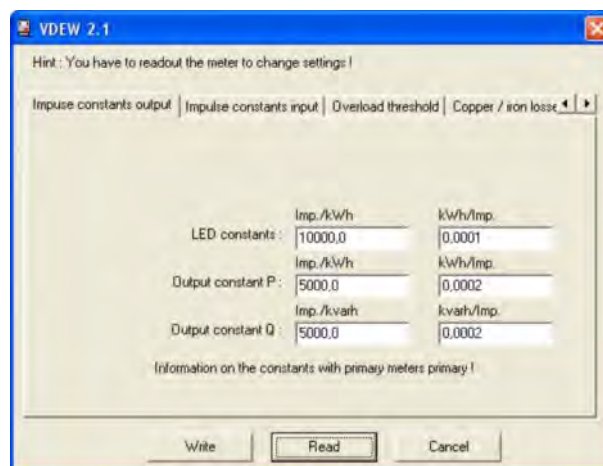 VDEW 2.1
Hint : You have to readout the meter to change settings !
Impuse constants output Impulse constants input Overload threshold Copper / iron losse
Imp./kWh kWh/Imp.
LED constants : 10000,0 0,0001
Imp./kWh kWh/Imp.
Output constant P : 5000,0 0,0002
Imp./kvarh kvarh/Imp.
Output constant Q : 5000,0 0,0002
Information on the constants with primary meters primary !
Write Read Cancel